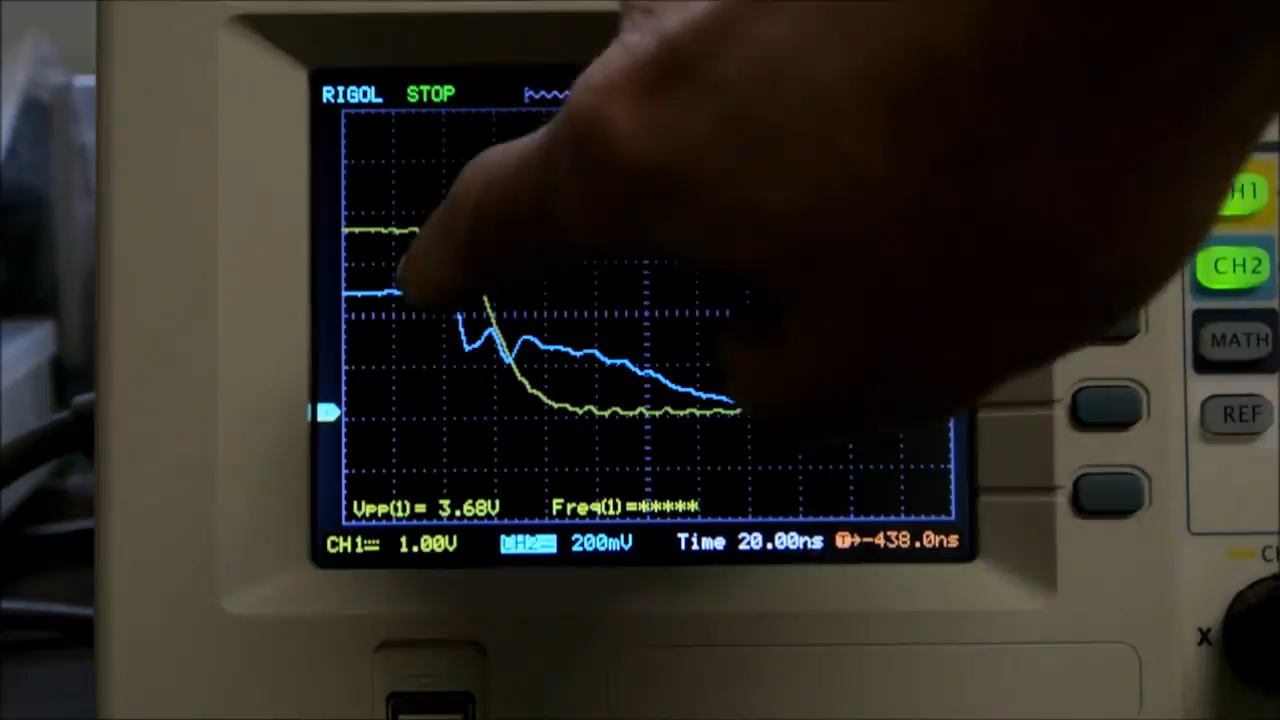 RIGOL STOP
H1
CH2
MATH
REF
Vpp(1)= 3.68V Freq(1)=*****
CH1 1.00V CH2 200mV Time 20.00ns T→-438.0ns
C
X